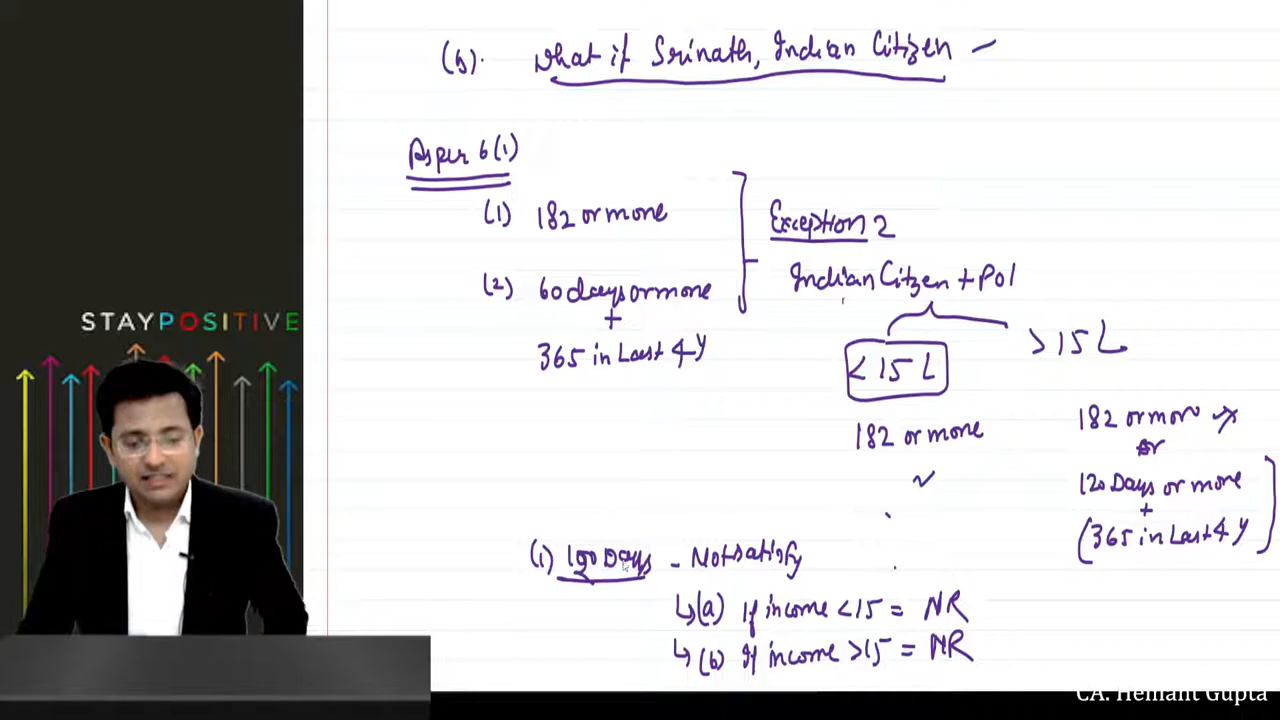 (b). What if Srinath, Indian Citizen -
As per 6(1)
(1) 182 or more
(2) 60 days or more
+
365 in Last 4 Y
Exception 2
Indian Citizen + POI
< 15 L
> 15 L
182 or more
182 or more
or
120 Days or more
+
(365 in Last 4 Y
STAYPOSITIVE
(i) 100 Days - Not satisfy
↳(a) If income < 15 = NR
↳(b) If income > 15 = NR
CA. Hemant Gupta